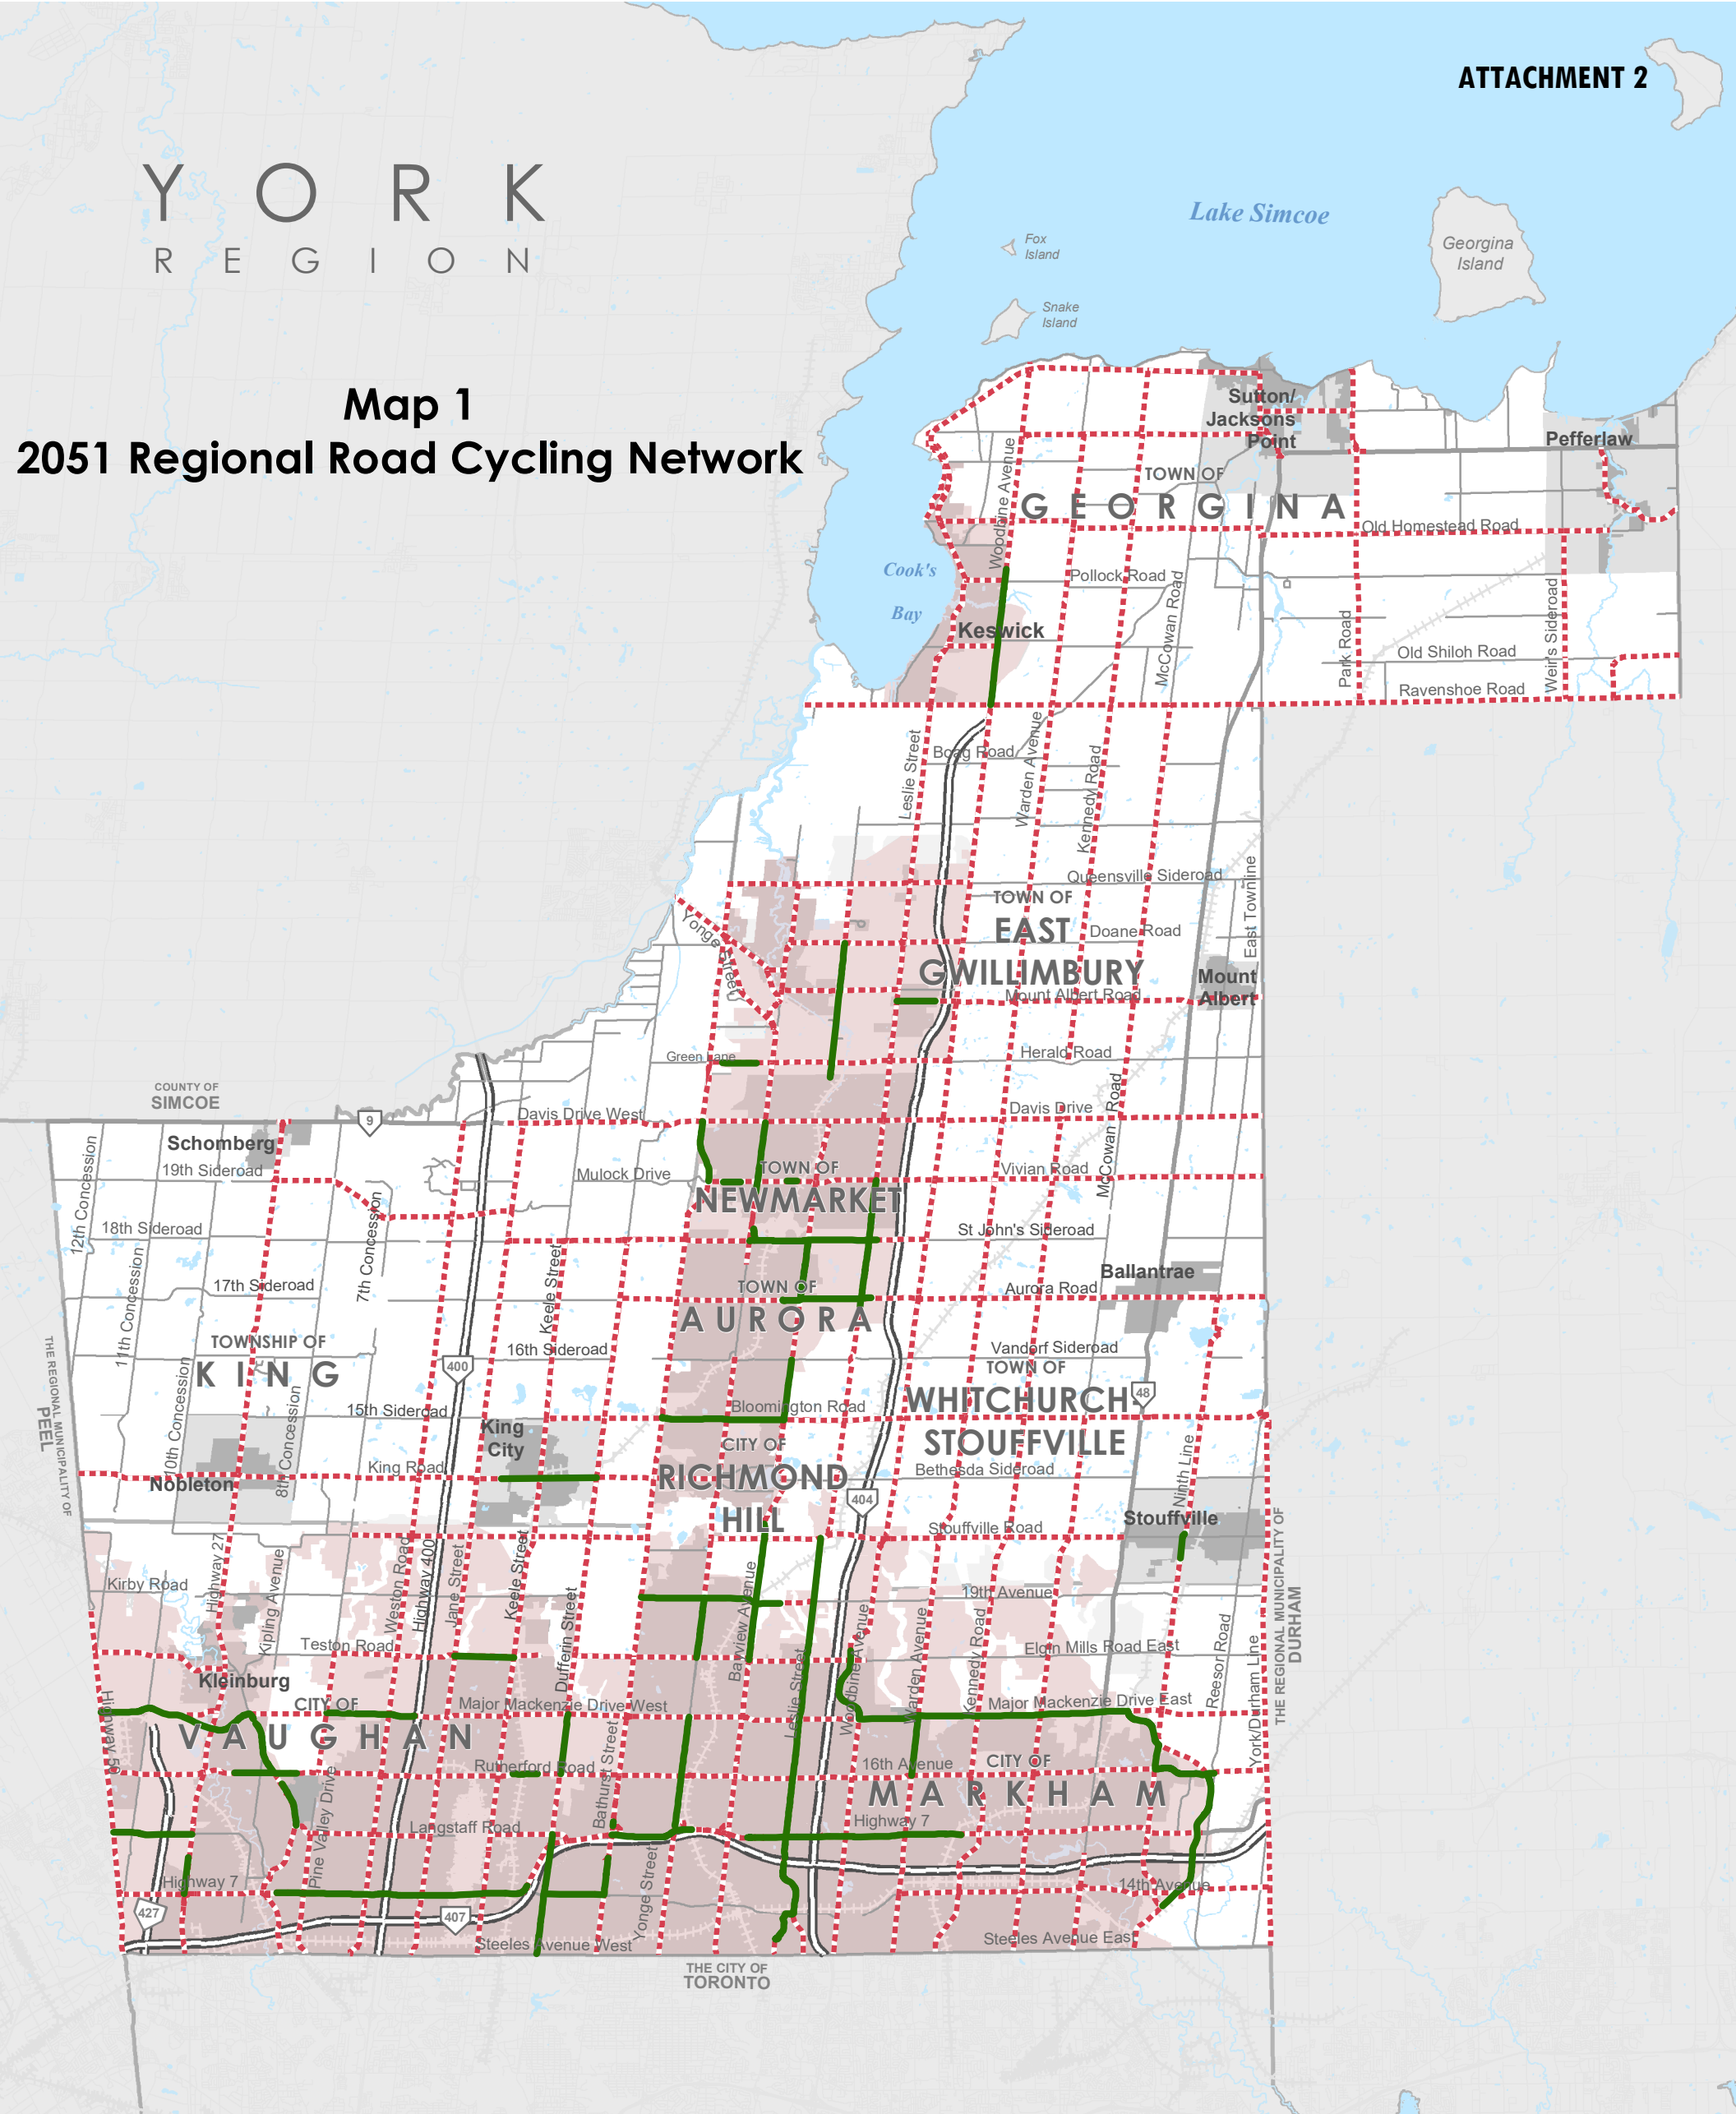 ATTACHMENT 2
YORK
REGION
Map 1
2051 Regional Road Cycling Network
Lake Simcoe
Fox
Island
Georgina
Island
Snake
Island
Sutton/
Jacksons
Point
Pefferlaw
TOWN OF
GEORGINA
Woodbine Avenue
Old Homestead Road
Cook's
Bay
Pollock Road
McCowan Road
Keswick
Park Road
Weir's Sideroad
Old Shiloh Road
Ravenshoe Road
Leslie Street
Boag Road
Warden Avenue
Kennedy Road
Queensville Sideroad
East Townline
TOWN OF
EAST
GWILLIMBURY
Yonge Street
Doane Road
Mount
Albert
Mount Albert Road
Green Lane
Herald Road
COUNTY OF
SIMCOE
9
Davis Drive West
Davis Drive
McCowan Road
Schomberg
19th Sideroad
12th Concession
Mulock Drive
TOWN OF
NEWMARKET
Vivian Road
18th Sideroad
7th Concession
St John's Sideroad
11th Concession
17th Sideroad
Keele Street
TOWN OF
AURORA
Ballantrae
Aurora Road
TOWNSHIP OF
KING
16th Sideroad
400
Vandorf Sideroad
TOWN OF
WHITCHURCH-
STOUFFVILLE
48
THE REGIONAL MUNICIPALITY OF
PEEL
10th Concession
8th Concession
15th Sideroad
Bloomington Road
King
City
CITY OF
RICHMOND
HILL
Nobleton
King Road
Bethesda Sideroad
Ninth Line
404
Stouffville
Stouffville Road
THE REGIONAL MUNICIPALITY OF
DURHAM
Highway 27
Kirby Road
Kipling Avenue
Weston Road
Highway 400
Jane Street
Keele Street
Dufferin Street
Bayview Avenue
19th Avenue
Teston Road
Leslie Street
Woodbine Avenue
Warden Avenue
Kennedy Road
Elgin Mills Road East
Reesor Road
York/Durham Line
Kleinburg
Highway 50
CITY OF
VAUGHAN
Major Mackenzie Drive West
Major Mackenzie Drive East
Bathurst Street
Rutherford Road
16th Avenue
CITY OF
MARKHAM
Pine Valley Drive
Langstaff Road
Highway 7
Yonge Street
Highway 7
14th Avenue
427
407
Steeles Avenue West
Steeles Avenue East
THE CITY OF
TORONTO